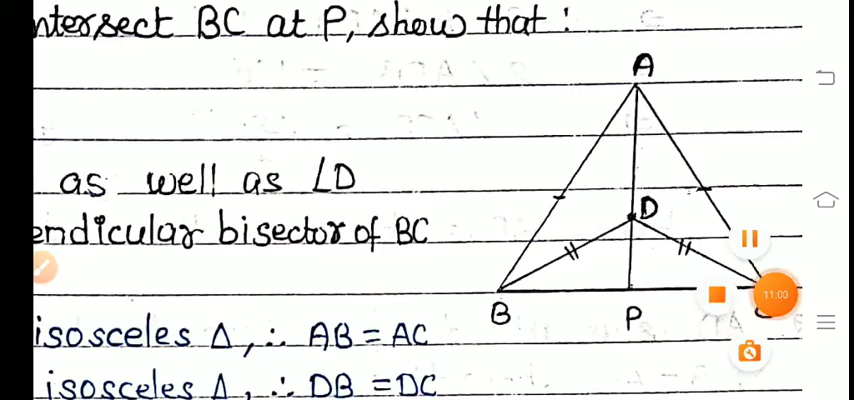 ntersect BC at P, show that :
A
as well as ∠D
D
endicular bisector of BC
11:00
B
P
isosceles Δ, ∴ AB = AC
isosceles Δ, ∴ DB = DC